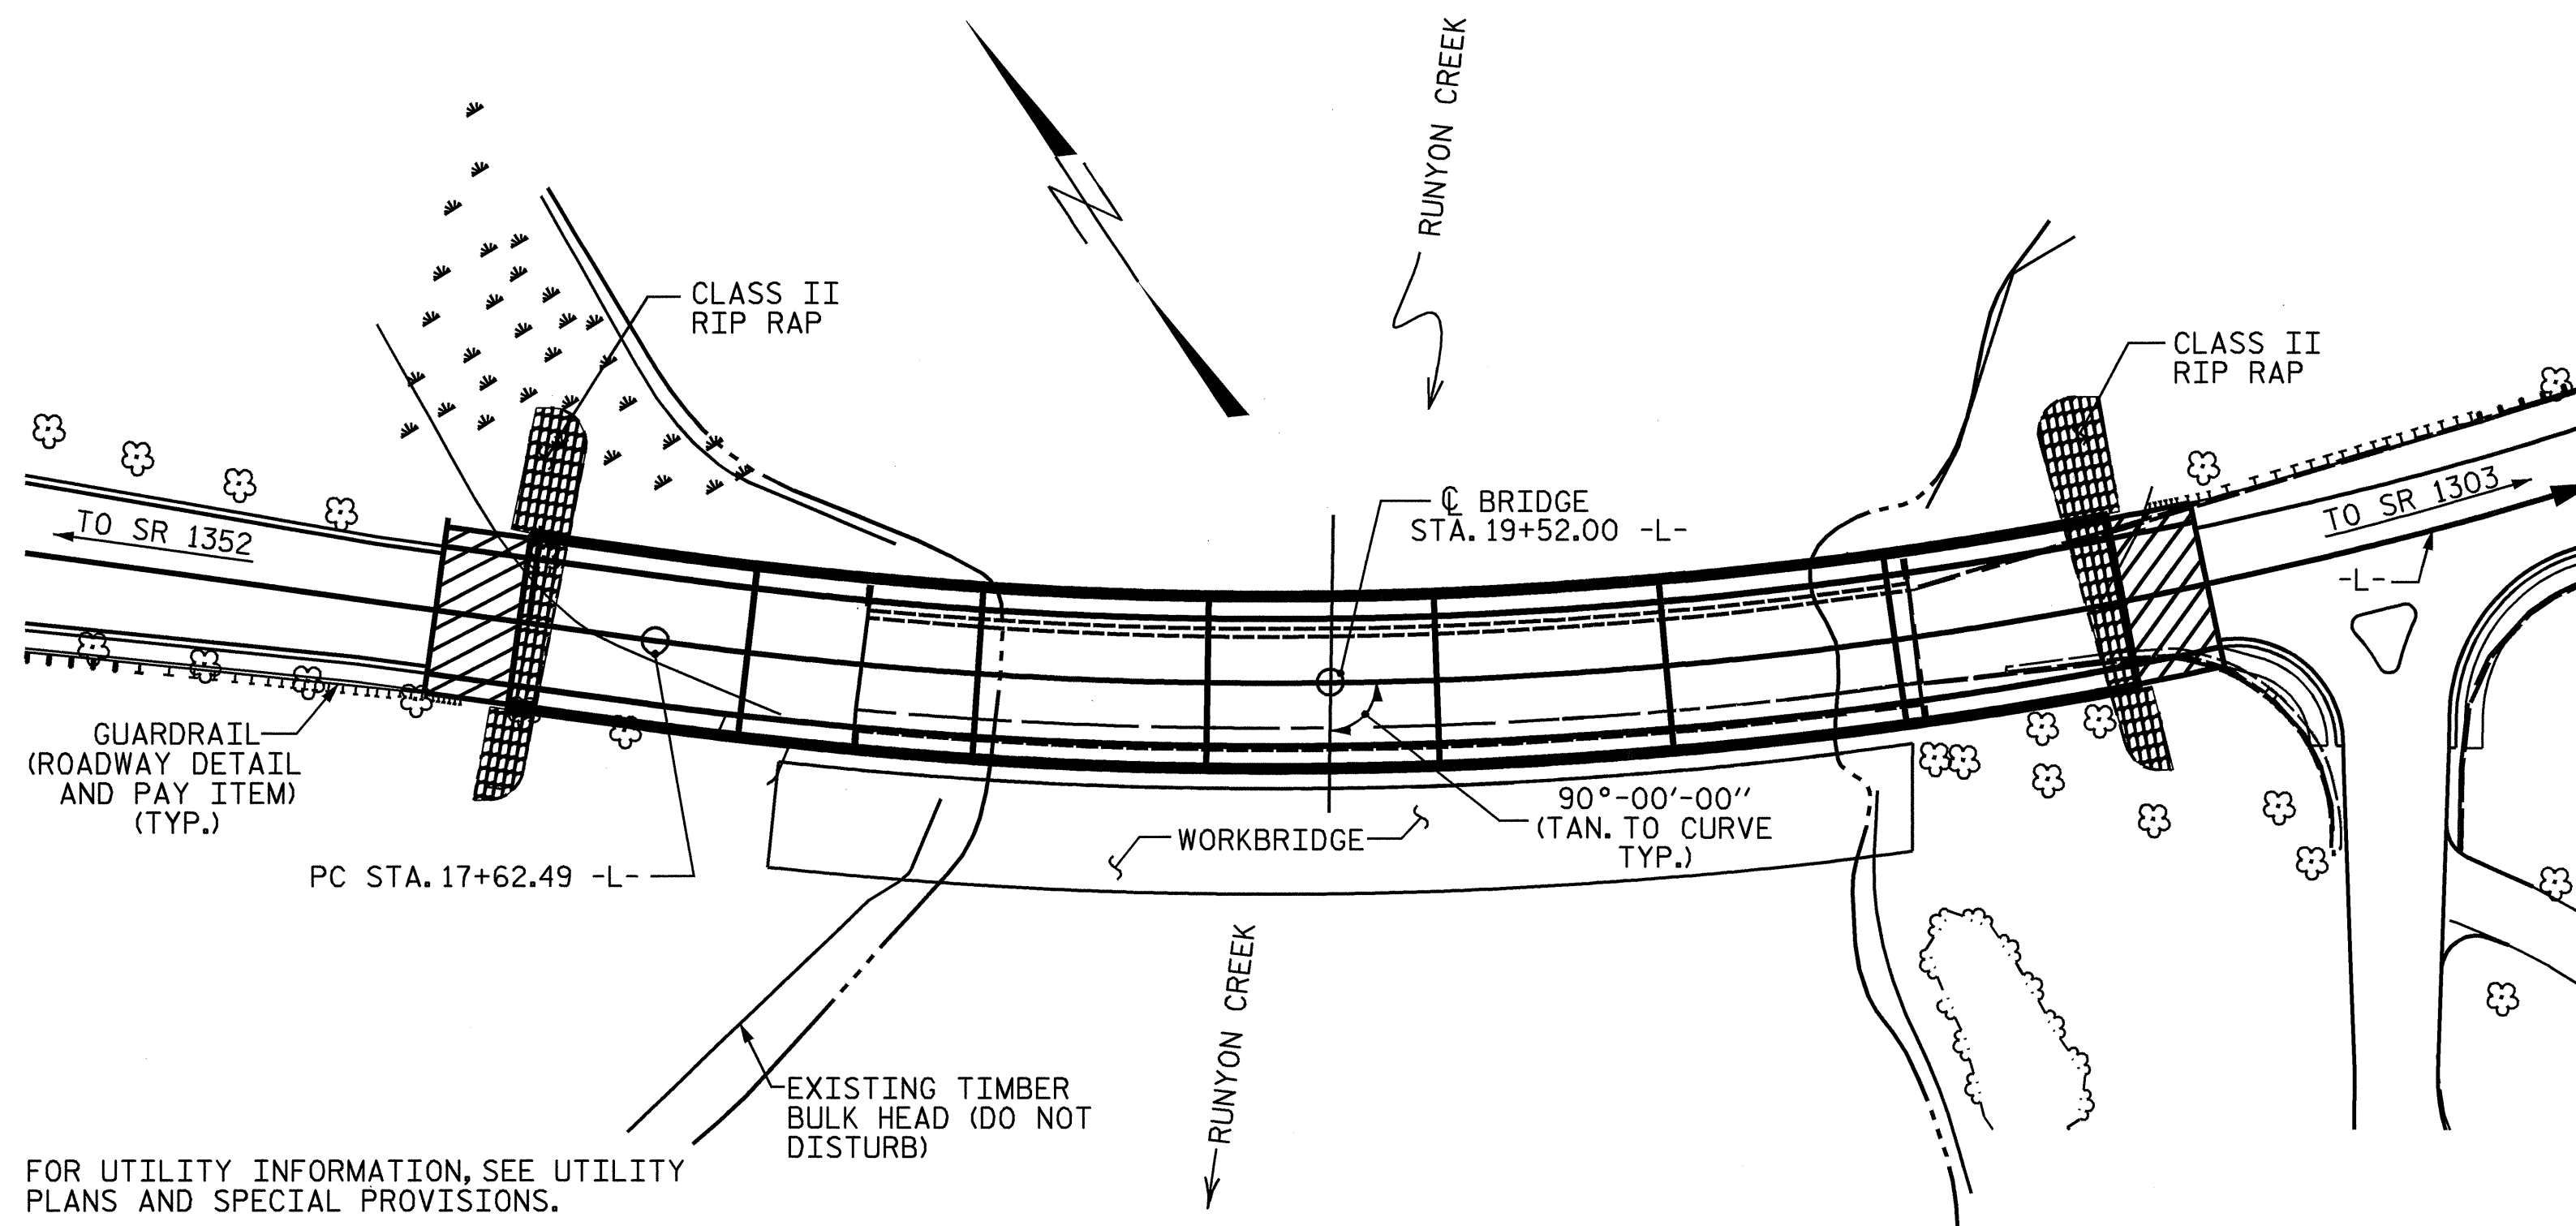 RUNYON CREEK
CLASS II
RIP RAP
CLASS II
RIP RAP
TO SR 1352
℄ BRIDGE
STA. 19+52.00 -L-
TO SR 1303
-L-
GUARDRAIL
(ROADWAY DETAIL
AND PAY ITEM)
(TYP.)
PC STA. 17+62.49 -L-
WORKBRIDGE
90°-00'-00"
(TAN. TO CURVE
TYP.)
RUNYON CREEK
EXISTING TIMBER
BULK HEAD (DO NOT
DISTURB)
FOR UTILITY INFORMATION, SEE UTILITY
PLANS AND SPECIAL PROVISIONS.